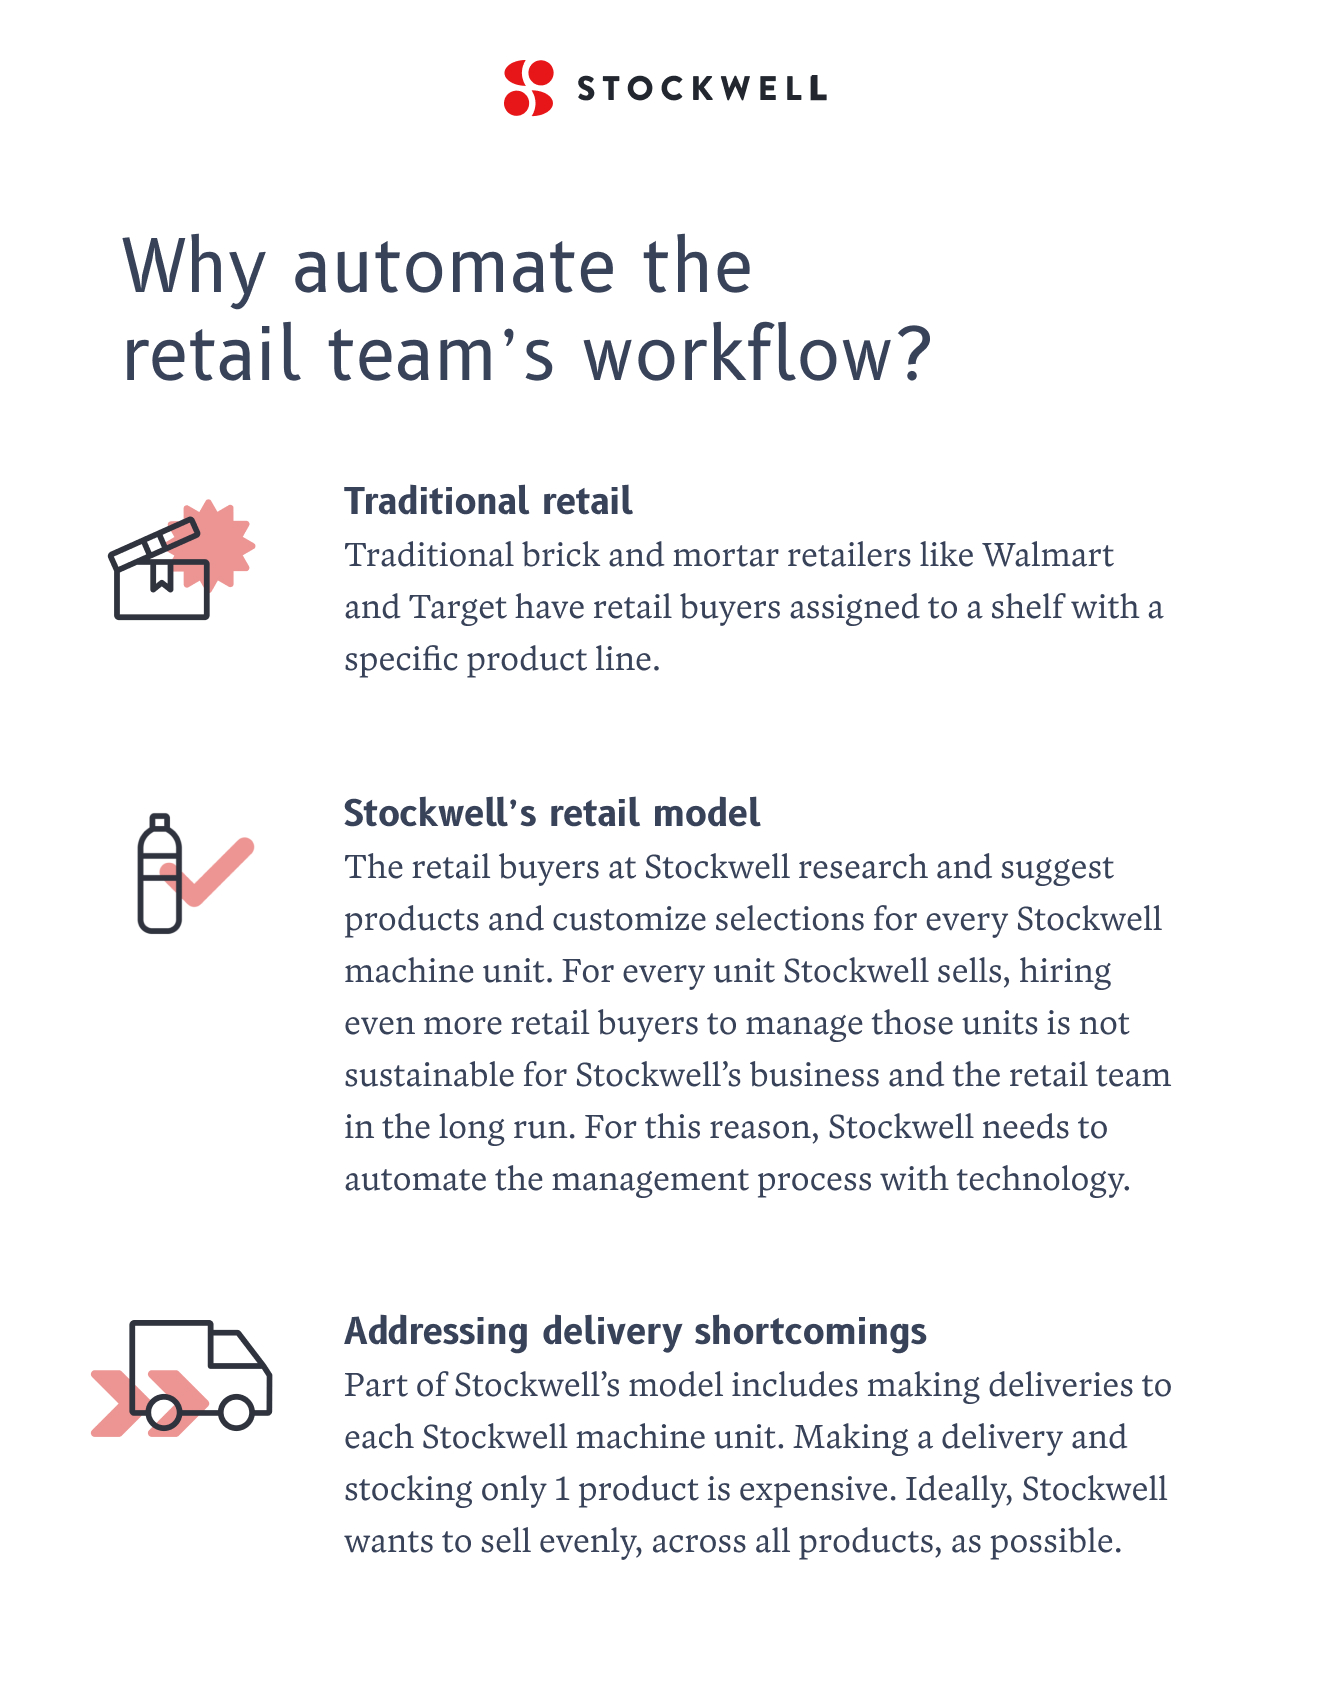 STOCKWELL
Why automate the
retail team’s workflow?
Traditional retail
Traditional brick and mortar retailers like Walmart
and Target have retail buyers assigned to a shelf with a
specific product line.
Stockwell’s retail model
The retail buyers at Stockwell research and suggest
products and customize selections for every Stockwell
machine unit. For every unit Stockwell sells, hiring
even more retail buyers to manage those units is not
sustainable for Stockwell’s business and the retail team
in the long run. For this reason, Stockwell needs to
automate the management process with technology.
Addressing delivery shortcomings
Part of Stockwell’s model includes making deliveries to
each Stockwell machine unit. Making a delivery and
stocking only 1 product is expensive. Ideally, Stockwell
wants to sell evenly, across all products, as possible.